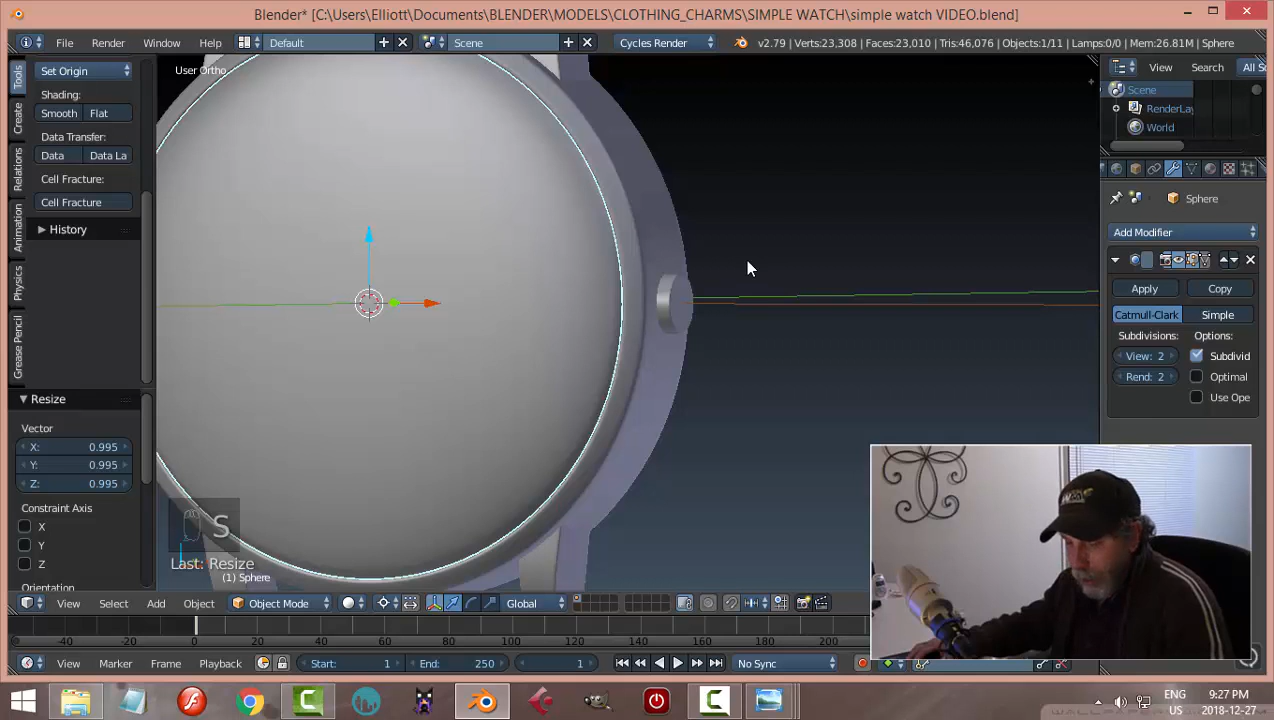 Blender* [C:\Users\Elliott\Documents\BLENDER\MODELS\CLOTHING_CHARMS\SIMPLE WATCH\simple watch VIDEO.blend]
File Render Window Help Default Scene Cycles Render v2.79 | Verts:23,308 | Faces:23,010 | Tris:46,076 | Objects:1/11 | Lamps:0/0 | Mem:26.81M | Sphere
Tools
Create
Relations
Animation
Physics
Grease Pencil
Set Origin
Shading:
Smooth Flat
Data Transfer:
Data Data La
Cell Fracture:
Cell Fracture
History
Resize
Vector
X: 0.995
Y: 0.995
Z: 0.995
Constraint Axis
X
Y
Z
Orientation
User Ortho
S
Last: Resize
(1) Sphere
View Search All S
Scene
RenderLay
World
Sphere
Add Modifier
Apply Copy
Catmull-Clark Simple
Subdivisions: Options:
View: 2 Subdivid
Rend: 2 Optimal
Use Ope
View Select Add Object Object Mode Global
-40 -20 0 20 40 60 80 100 120 140 160 180 200
View Marker Frame Playback Start: 1 End: 250 1 No Sync
ENG 9:27 PM
US 2018-12-27